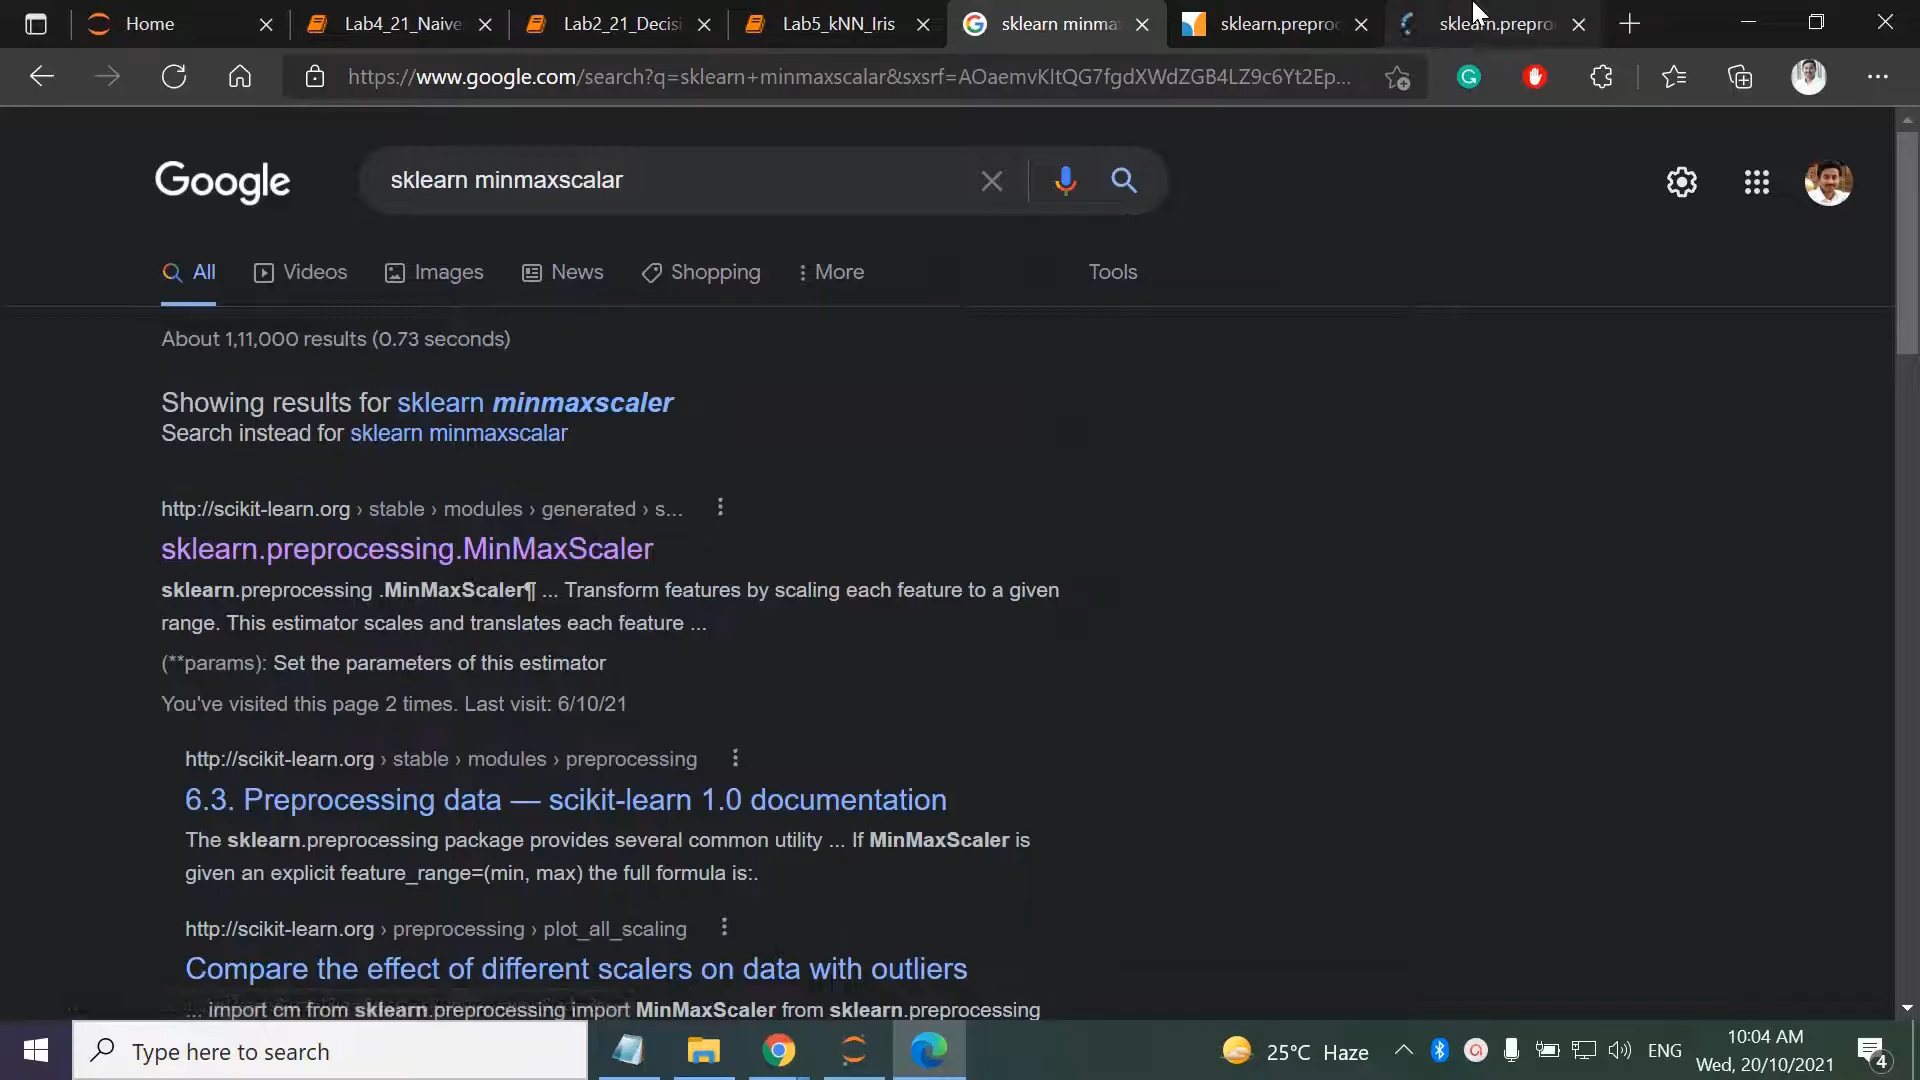 Home
Lab4_21_Naive
Lab2_21_Decisi
Lab5_kNN_Iris
sklearn minma
sklearn.preproc
sklearn.prepro
https://www.google.com/search?q=sklearn+minmaxscalar&sxsrf=AOaemvKItQG7fgdXWdZGB4LZ9c6Yt2Ep...
Google
sklearn minmaxscalar
All
Videos
Images
News
Shopping
More
Tools
About 1,11,000 results (0.73 seconds)
Showing results for sklearn minmaxscaler
Search instead for sklearn minmaxscalar
http://scikit-learn.org › stable › modules › generated › s...
sklearn.preprocessing.MinMaxScaler
sklearn.preprocessing .MinMaxScaler¶ ... Transform features by scaling each feature to a given
range. This estimator scales and translates each feature ...
(**params): Set the parameters of this estimator
You've visited this page 2 times. Last visit: 6/10/21
http://scikit-learn.org › stable › modules › preprocessing
6.3. Preprocessing data — scikit-learn 1.0 documentation
The sklearn.preprocessing package provides several common utility ... If MinMaxScaler is
given an explicit feature_range=(min, max) the full formula is:.
http://scikit-learn.org › preprocessing › plot_all_scaling
Compare the effect of different scalers on data with outliers
... import cm from sklearn.preprocessing import MinMaxScaler from sklearn.preprocessing
Type here to search
25°C Haze
ENG
10:04 AM
Wed, 20/10/2021
4